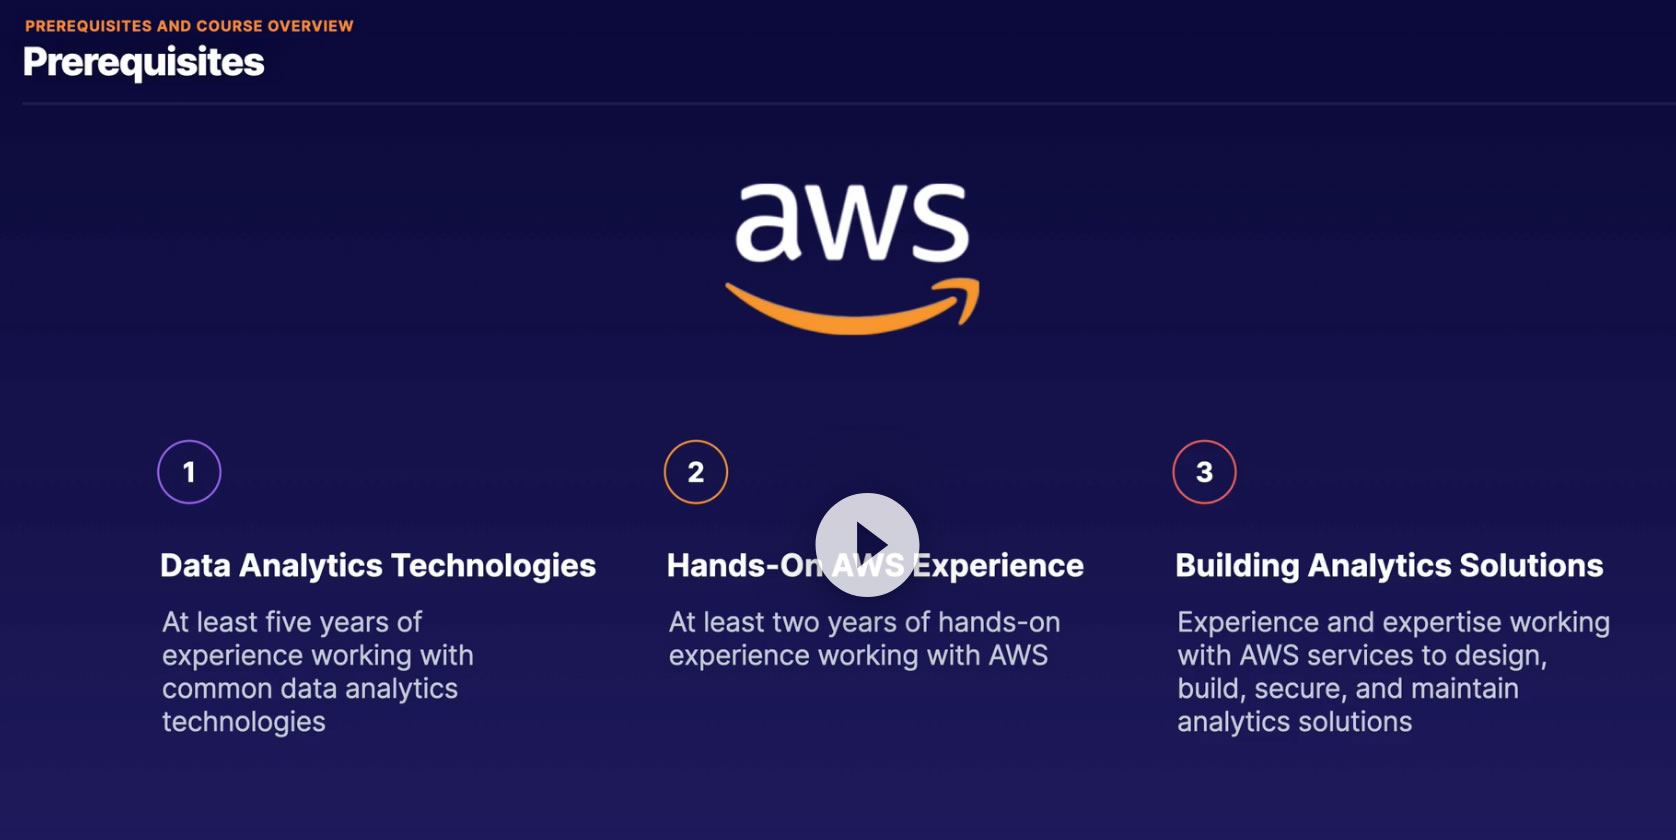 PREREQUISITES AND COURSE OVERVIEW
Prerequisites
aws
1
Data Analytics Technologies
At least five years of
experience working with
common data analytics
technologies
2
Hands-On AWS Experience
At least two years of hands-on
experience working with AWS
3
Building Analytics Solutions
Experience and expertise working
with AWS services to design,
build, secure, and maintain
analytics solutions